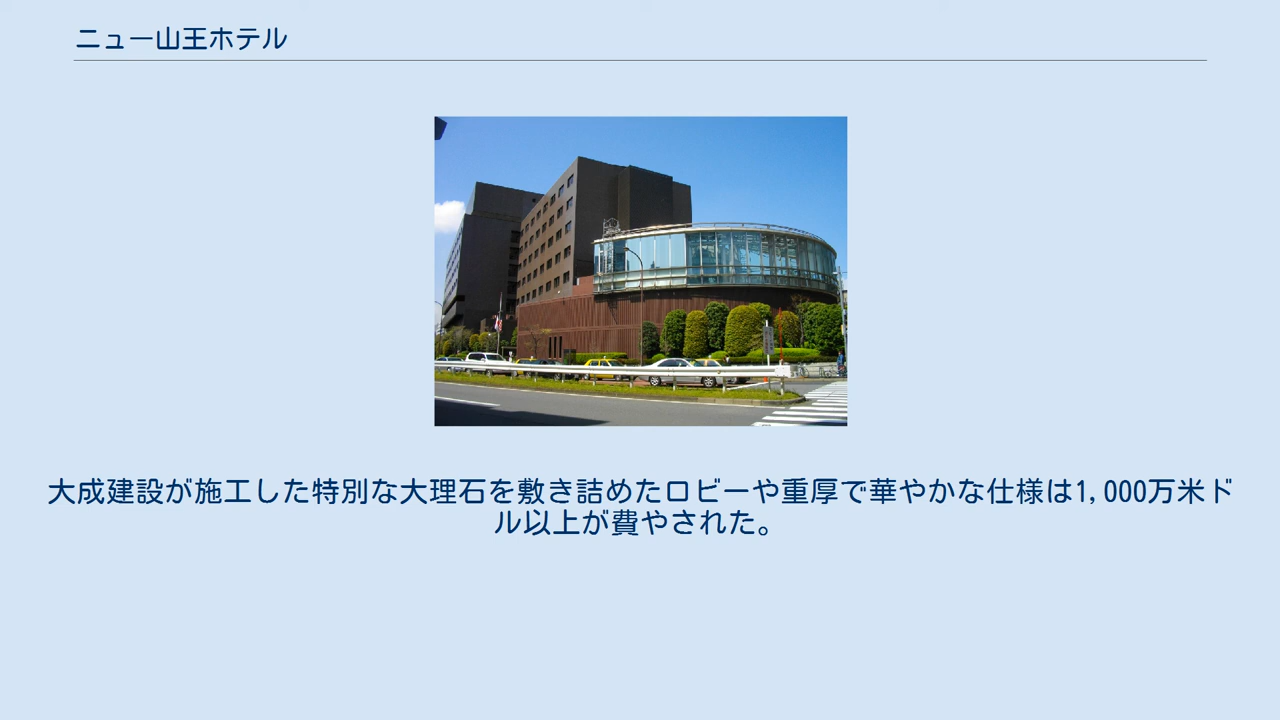 ニュー山王ホテル
大成建設が施工した特別な大理石を敷き詰めたロビーや重厚で華やかな仕様は1,000万米ド
ル以上が費やされた。